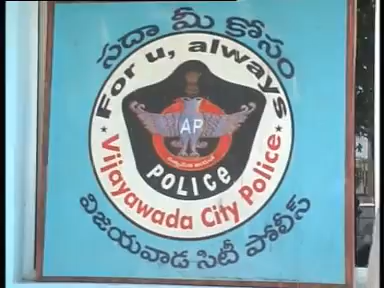 సదా మీ కోసం
For u, always
AP
POLICE
Vijayawada City Police
విజయవాడ సిటీ పోలీస్